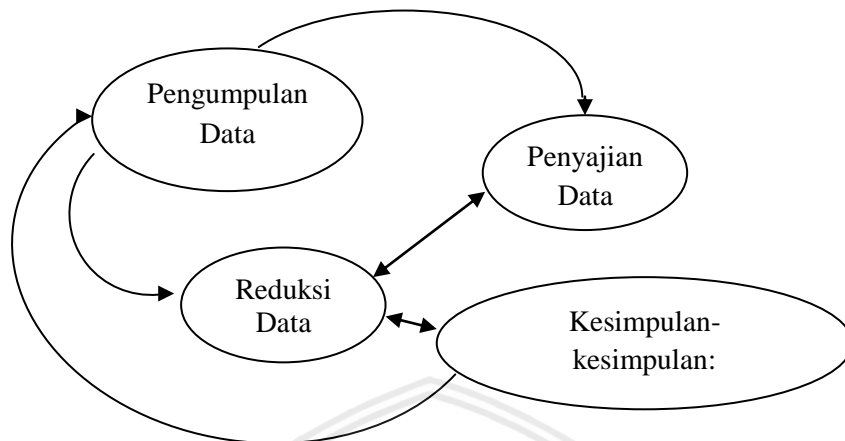 Pengumpulan
Data
Penyajian
Data
Reduksi
Data
Kesimpulan-
kesimpulan: